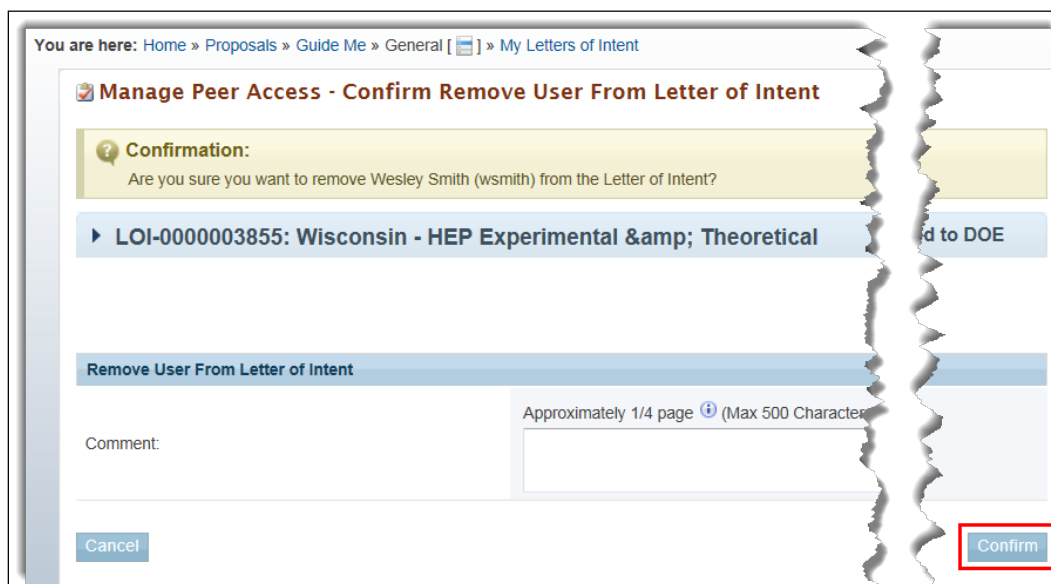 You are here: Home » Proposals » Guide Me » General [ ] » My Letters of Intent
Manage Peer Access - Confirm Remove User From Letter of Intent
Confirmation:
Are you sure you want to remove Wesley Smith (wsmith) from the Letter of Intent?
LOI-0000003855: Wisconsin - HEP Experimental &amp; Theoretical d to DOE
Remove User From Letter of Intent
Approximately 1/4 page (Max 500 Character
Comment:
Cancel Confirm